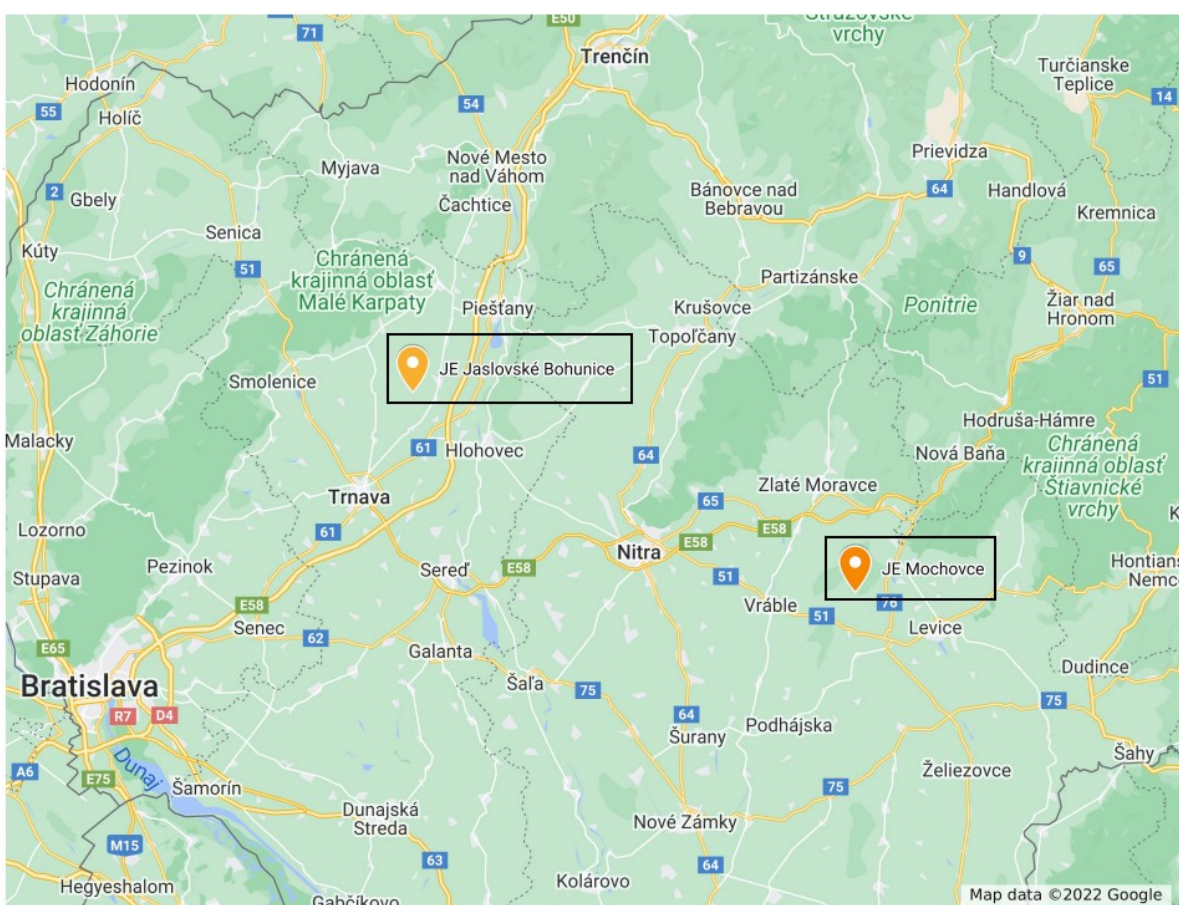 E50
Strážovské
vrchy
71
Trenčín
Turčianske
Teplice
Hodonín
55
Holíč
54
14
Myjava
Nové Mesto
nad Váhom
Prievidza
2
Gbely
Čachtice
Bánovce nad
Bebravou
64
Handlová
Kremnica
Senica
Kúty
51
Chránená
krajinná oblasť
Malé Karpaty
9
65
Chránená
krajinná
oblasť Záhorie
Partizánske
Piešťany
Krušovce
Ponitrie
Žiar nad
Hronom
Topoľčany
JE Jaslovské Bohunice
Smolenice
51
Malacky
Hodruša-Hámre
61
Hlohovec
64
Nová Baňa
Chránená
krajinná oblasť
Štiavnické
vrchy
Trnava
Zlaté Moravce
65
Lozorno
61
E58
E58
Nitra
K
Pezinok
Sereď
E58
JE Mochovce
Hontians
Nemc
Stupava
51
Vráble
51
76
E58
Senec
62
Levice
E65
Galanta
Dudince
Bratislava
Šaľa
75
75
R7
D4
64
Šurany
Podhájska
Šahy
A6
E75
Dunaj
Šamorín
Želiezovce
75
Dunajská
Streda
Nové Zámky
M15
63
64
Hegyeshalom
Kolárovo
Gabčíkovo
Map data ©2022 Google